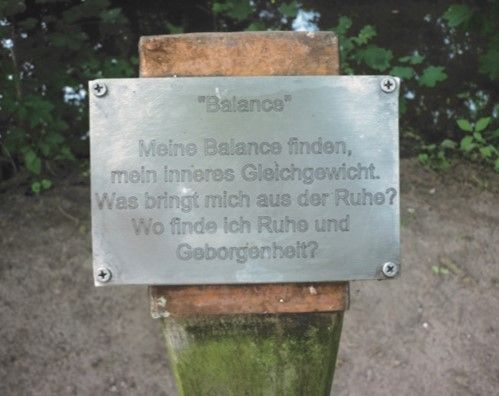 "Balance"
Meine Balance finden,
mein inneres Gleichgewicht.
Was bringt mich aus der Ruhe?
Wo finde ich Ruhe und
Geborgenheit?